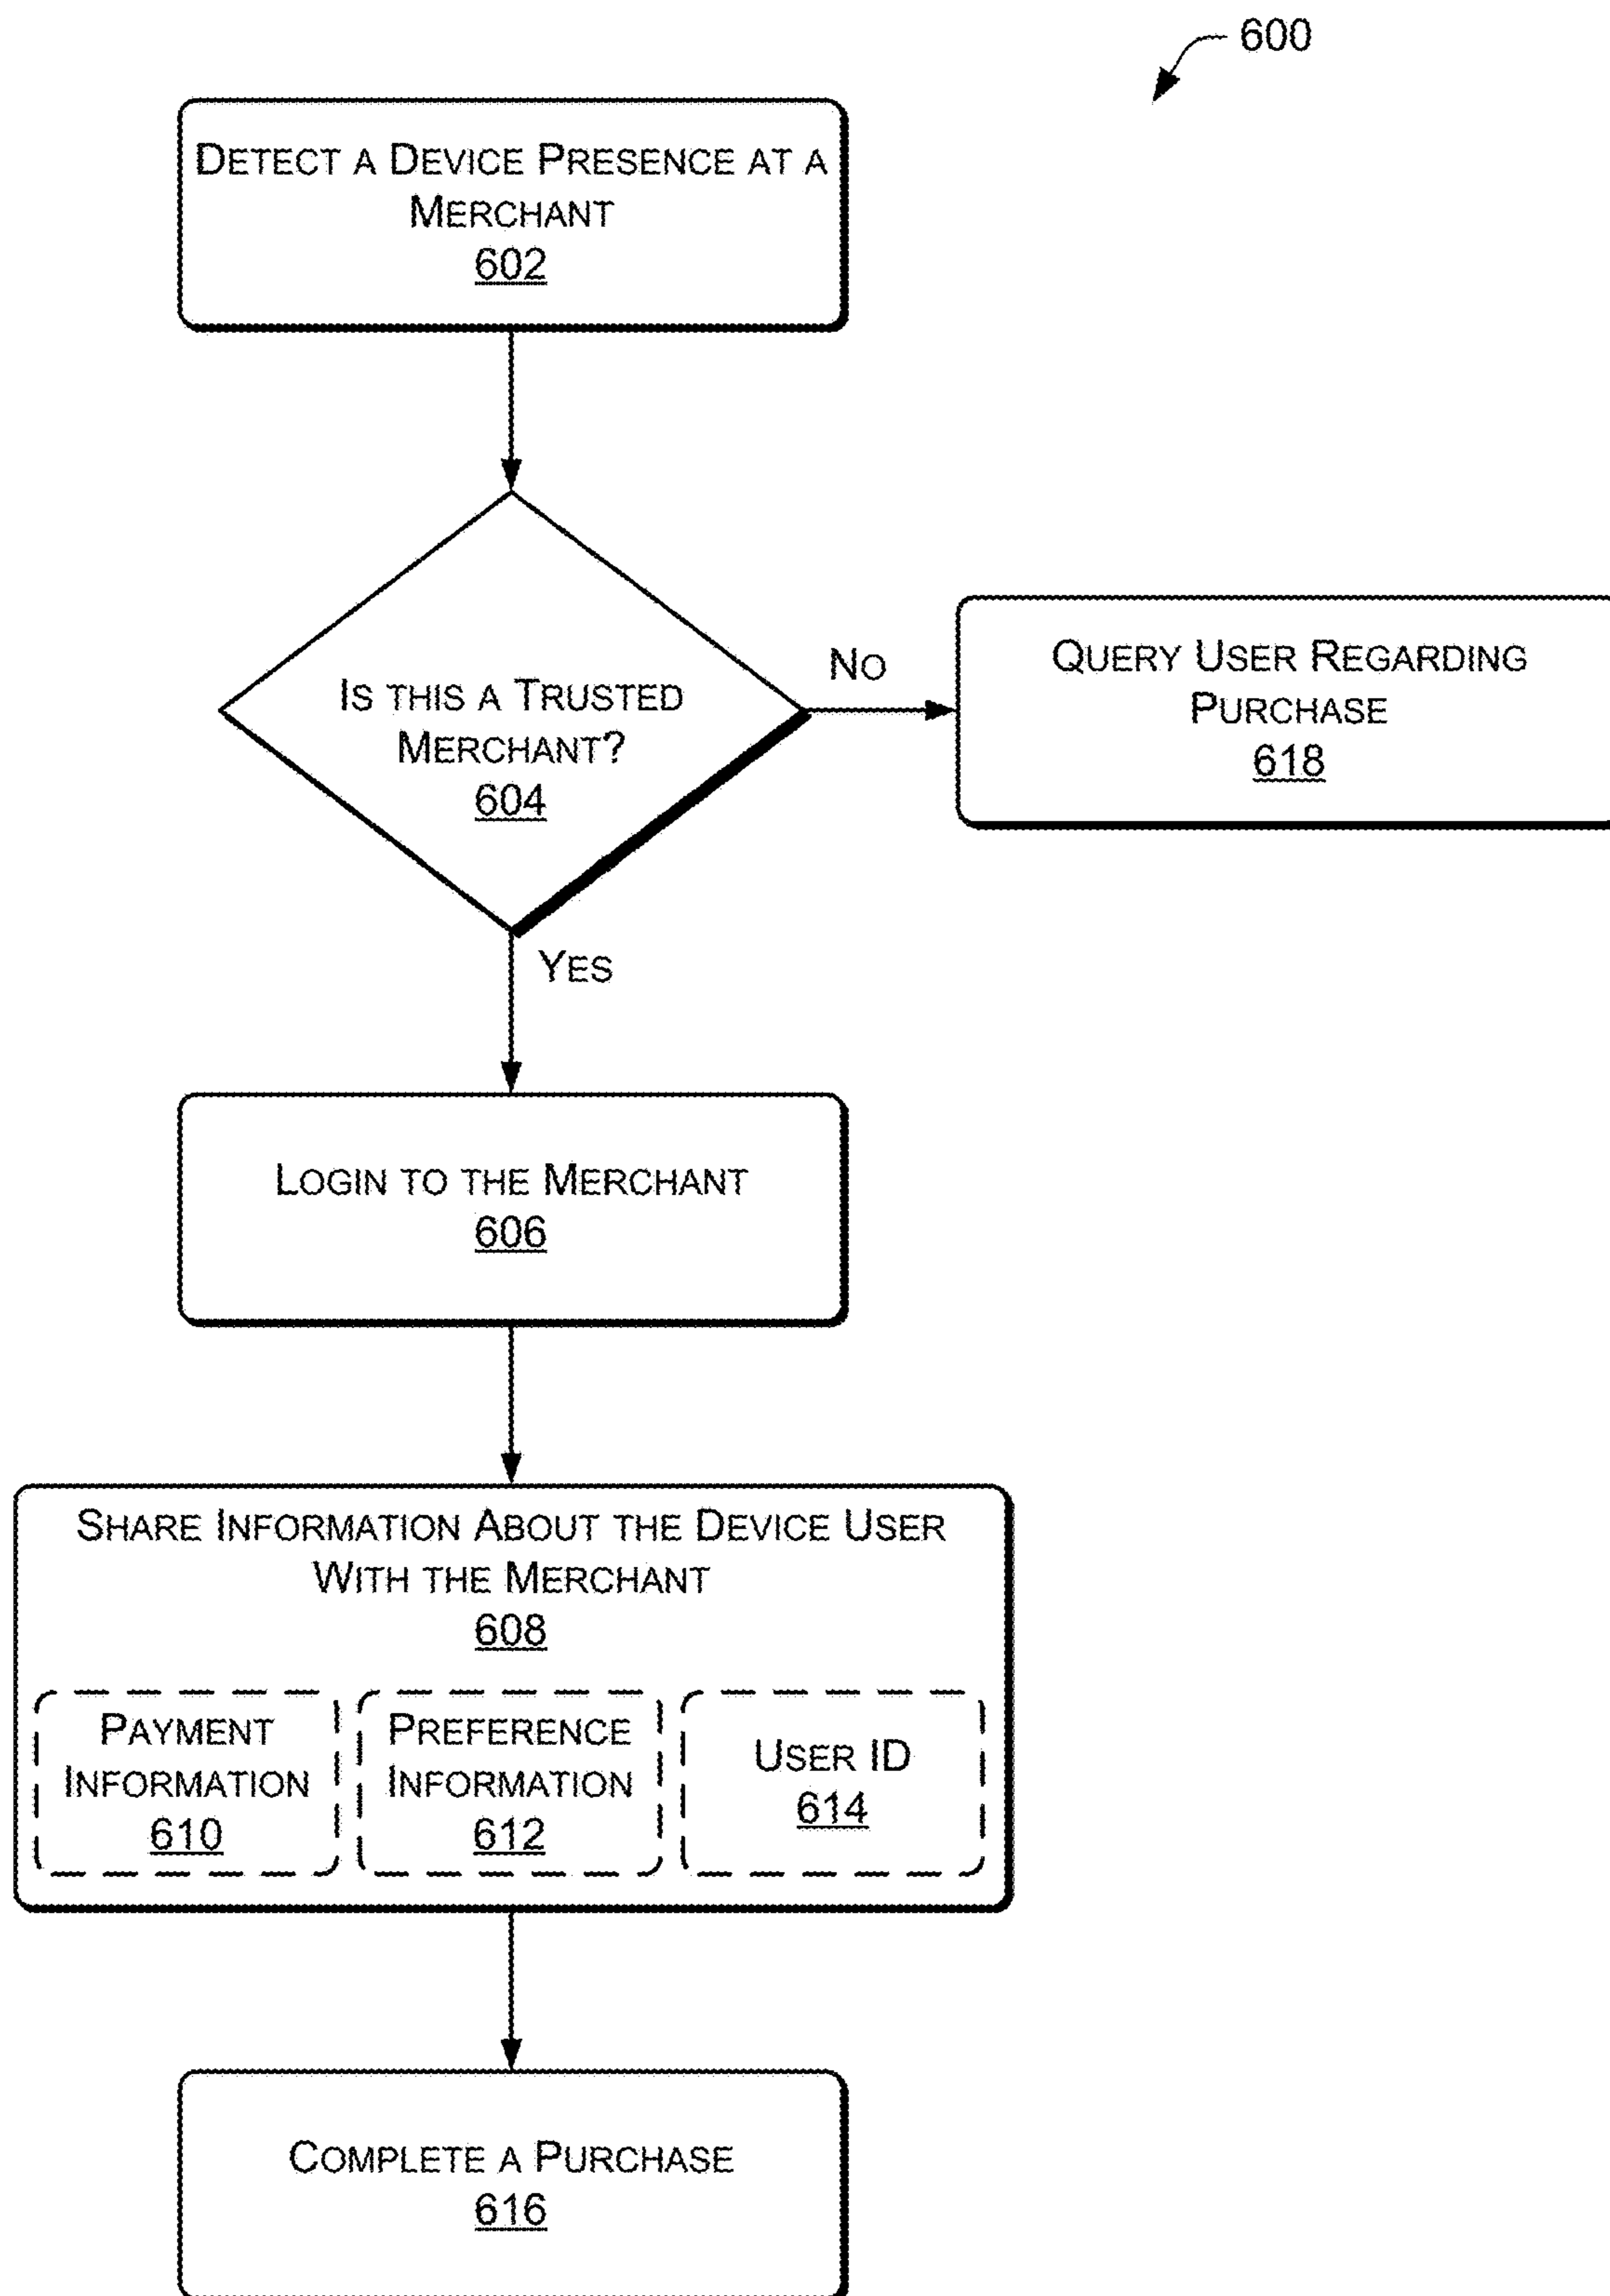 600
DETECT A DEVICE PRESENCE AT A
MERCHANT
602
IS THIS A TRUSTED
MERCHANT?
604
NO
QUERY USER REGARDING
PURCHASE
618
YES
LOGIN TO THE MERCHANT
606
SHARE INFORMATION ABOUT THE DEVICE USER
WITH THE MERCHANT
608
PAYMENT
INFORMATION
610
PREFERENCE
INFORMATION
612
USER ID
614
COMPLETE A PURCHASE
616